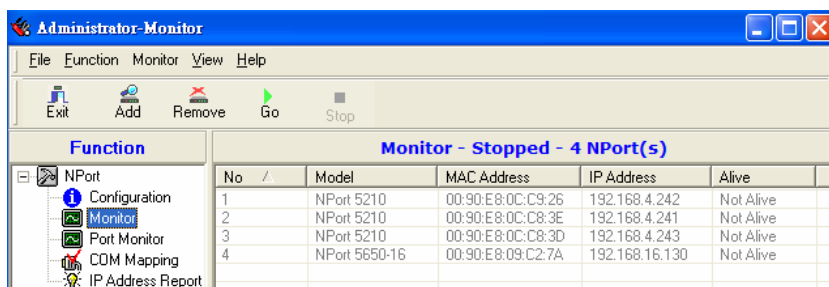 Administrator-Monitor
File Function Monitor View Help
Exit Add Remove Go Stop
Function
Monitor - Stopped - 4 NPort(s)
NPort
Configuration
Monitor
Port Monitor
COM Mapping
IP Address Report
No Model MAC Address IP Address Alive
1 NPort 5210 00:90:E8:0C:C9:26 192.168.4.242 Not Alive
2 NPort 5210 00:90:E8:0C:C8:3E 192.168.4.241 Not Alive
3 NPort 5210 00:90:E8:0C:C8:3D 192.168.4.243 Not Alive
4 NPort 5650-16 00:90:E8:09:C2:7A 192.168.16.130 Not Alive